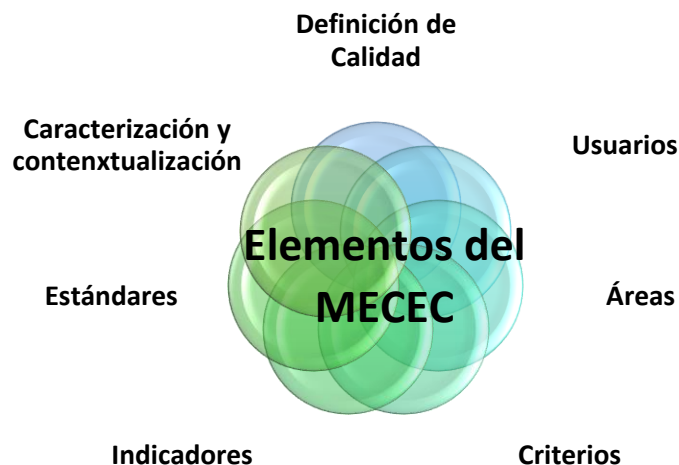 Definición de
Calidad
Caracterización y
contenxtualización
Usuarios
Elementos del
MECEC
Estándares
Áreas
Indicadores
Criterios